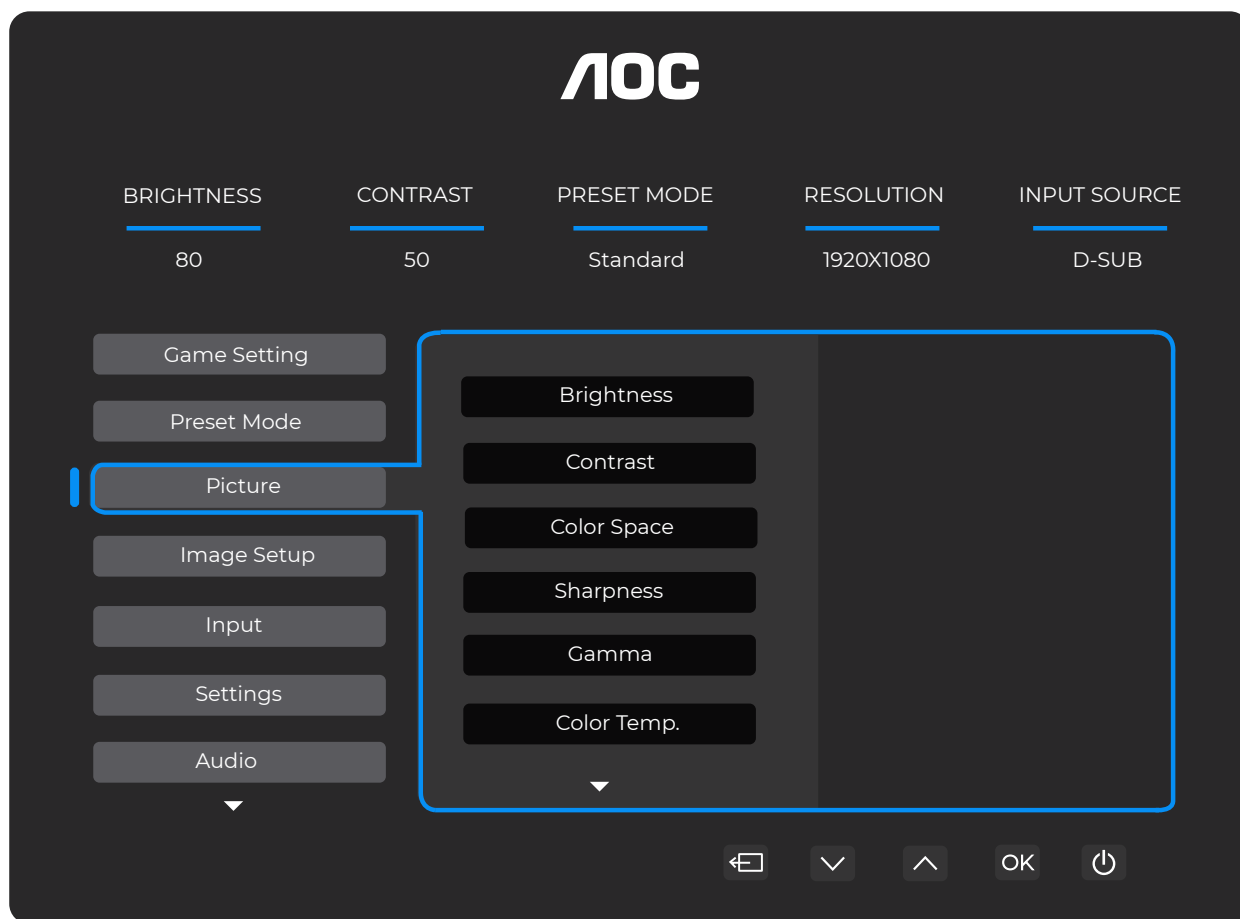 AOC
BRIGHTNESS CONTRAST PRESET MODE RESOLUTION INPUT SOURCE
80 50 Standard 1920X1080 D-SUB
Game Setting
Preset Mode
Picture
Image Setup
Input
Settings
Audio
Brightness
Contrast
Color Space
Sharpness
Gamma
Color Temp.
OK